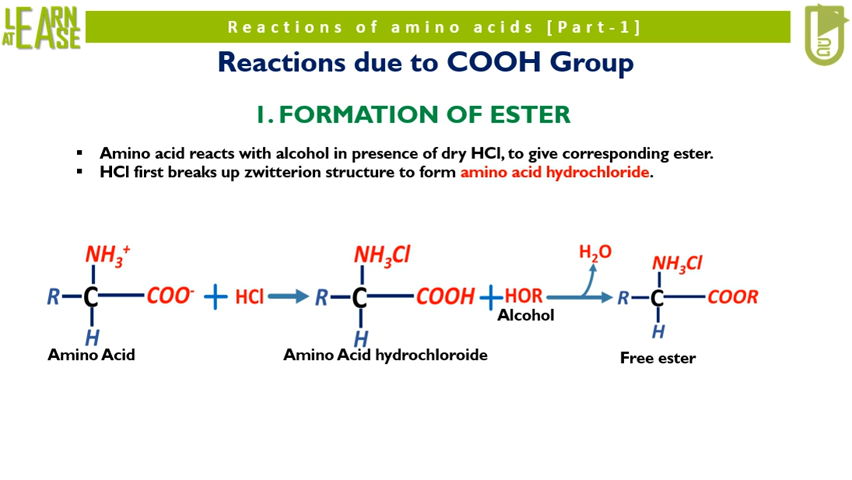 LEARN
AT EASE
Reactions of amino acids [Part-1]
Reactions due to COOH Group
1. FORMATION OF ESTER
▪ Amino acid reacts with alcohol in presence of dry HCl, to give corresponding ester.
▪ HCl first breaks up zwitterion structure to form amino acid hydrochloride.
NH₃⁺ NH₃Cl H₂O NH₃Cl
R–C–COO⁻ + HCl → R–C–COOH + HOR → R–C–COOR
Alcohol
H H H
Amino Acid Amino Acid hydrochloroide Free ester